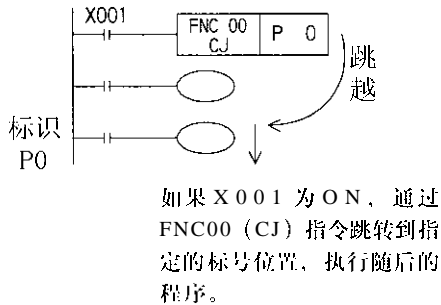 X001
FNC 00
CJ
P 0
跳
越
标识
P0
如果X001为ON，通过
FNC00（CJ）指令跳转到指
定的标号位置，执行随后的
程序。